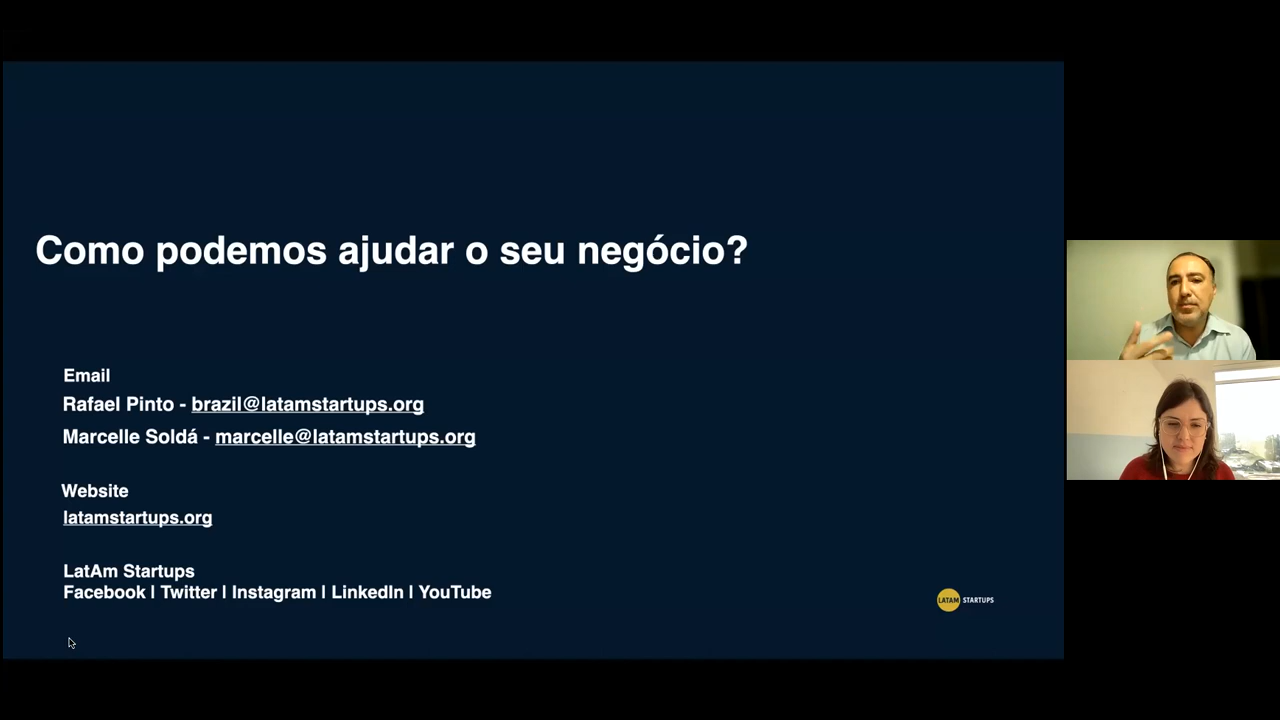 Como podemos ajudar o seu negócio?
Email
Rafael Pinto - brazil@latamstartups.org
Marcelle Soldá - marcelle@latamstartups.org
Website
latamstartups.org
LatAm Startups
Facebook | Twitter | Instagram | LinkedIn | YouTube
LATAM STARTUPS